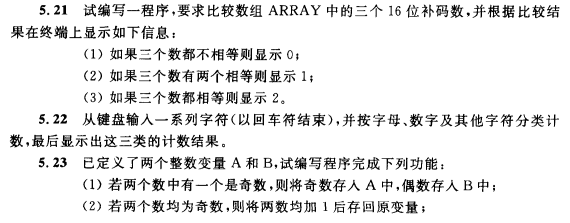 5.21 试编写一程序,要求比较数组 ARRAY 中的三个 16 位补码数,并根据比较结
果在终端上显示如下信息:
(1) 如果三个数都不相等则显示 0;
(2) 如果三个数有两个相等则显示 1;
(3) 如果三个数都相等则显示 2。
5.22 从键盘输入一系列字符(以回车符结束),并按字母、数字及其他字符分类计
数,最后显示出这三类的计数结果。
5.23 已定义了两个整数变量 A 和 B,试编写程序完成下列功能:
(1) 若两个数中有一个是奇数,则将奇数存入 A 中,偶数存入 B 中;
(2) 若两个数均为奇数,则将两数均加 1 后存回原变量;